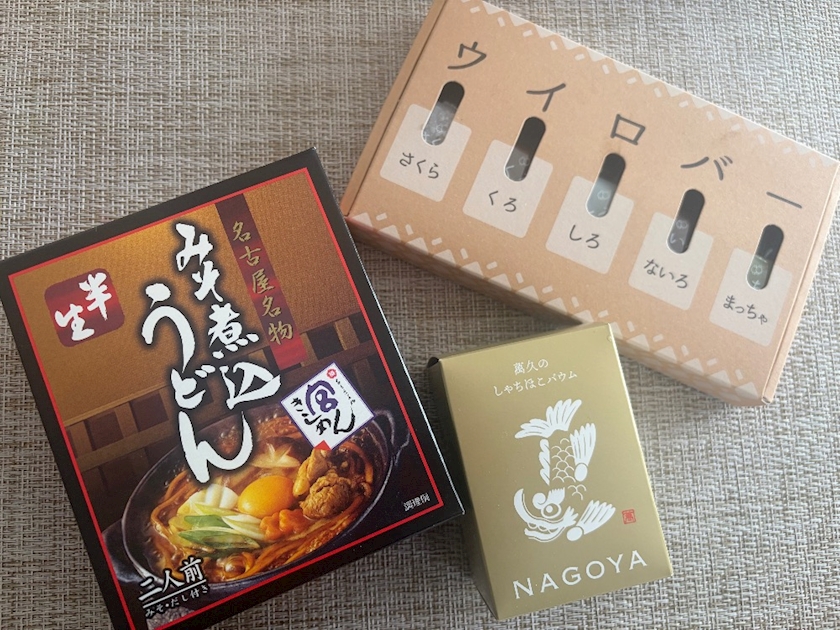 名古屋名物
みそ煮込
うどん
半生
宮
きしめん
調理例
三人前
みそ・だし付き
ウイロバー
さくら
くろ
しろ
ないろ
まっちゃ
萬久の
しゃちほこバウム
NAGOYA